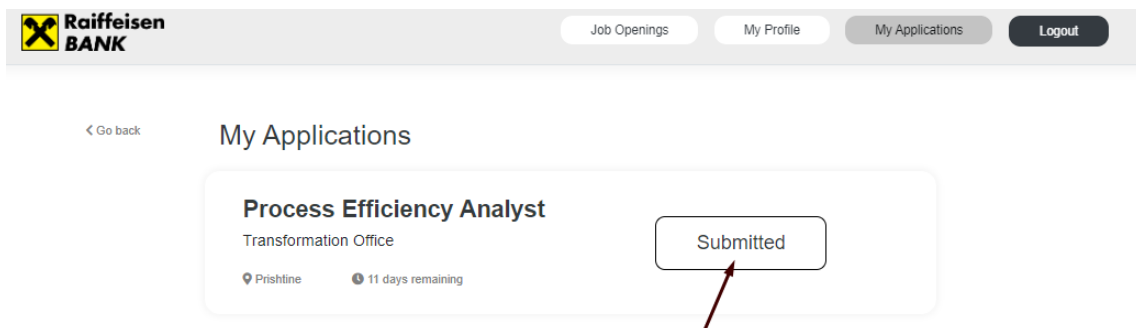 Raiffeisen
BANK
Job Openings
My Profile
My Applications
Logout
Go back
My Applications
Process Efficiency Analyst
Transformation Office
Submitted
Prishtine
11 days remaining